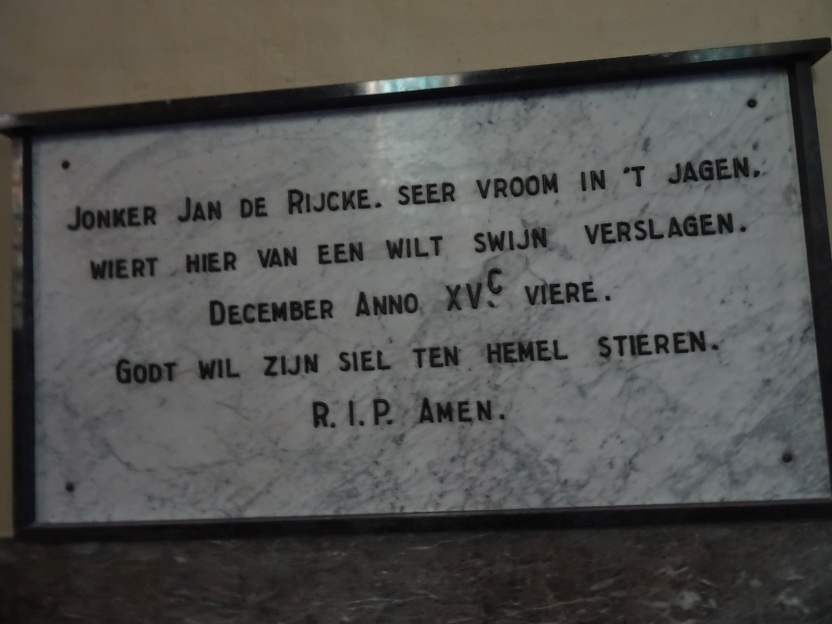 JONKER JAN DE RIJCKE. SEER VROOM IN 'T JAGEN.
WIERT HIER VAN EEN WILT SWIJN VERSLAGEN.
DECEMBER ANNO XVC. VIERE.
GODT WIL ZIJN SIEL TEN HEMEL STIEREN.
R.I.P. AMEN.